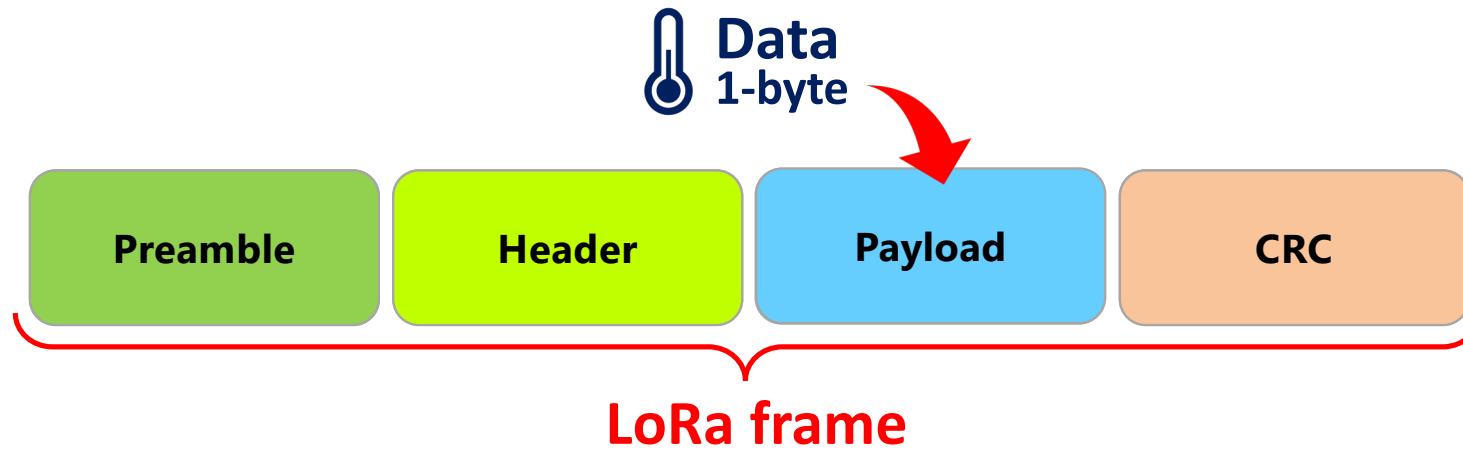 Data
1-byte
Preamble
Header
Payload
CRC
LoRa frame